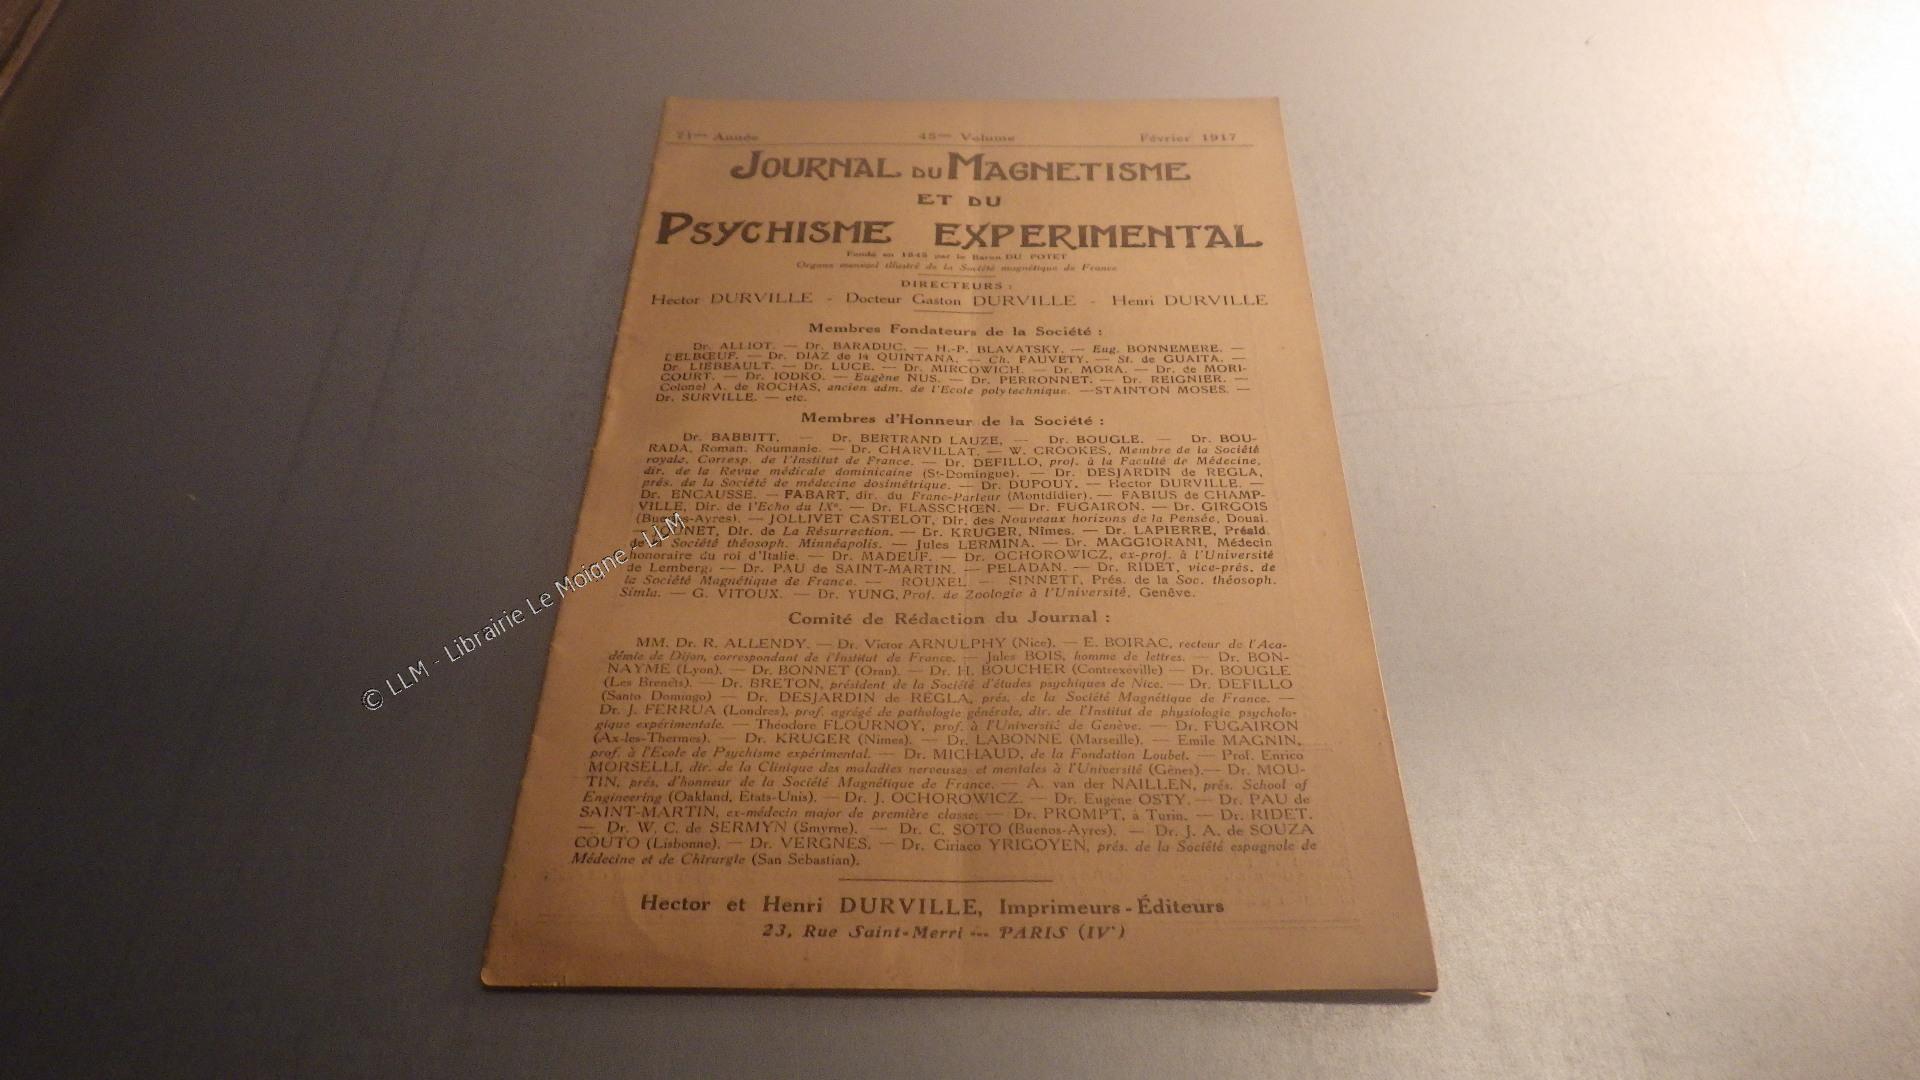 71me Année 45me Volume Février 1917
JOURNAL DU MAGNETISME
ET DU
PSYCHISME EXPERIMENTAL
Fondé en 1845 par le Baron DU POTET
Organe mensuel illustré de la Société magnétique de France
DIRECTEURS :
Hector DURVILLE - Docteur Gaston DURVILLE - Henri DURVILLE
Membres Fondateurs de la Société :
Dr. ALLIOT. — Dr. BARADUC. — H.-P. BLAVATSKY. — Eug. BONNEMERE. —
DELBŒUF. — Dr. DIAZ de la QUINTANA. — Ch. FAUVETY. — St. de GUAITA. —
Dr. LIEBEAULT. — Dr. LUCE. — Dr. MIRCOWICH. — Dr. MORA. — Dr. de MORI-
COURT. — Dr. IODKO. — Eugène NUS. — Dr. PERRONNET. — Dr. REIGNIER. —
Colonel A. de ROCHAS, ancien adm. de l'Ecole polytechnique. —STAINTON MOSES. —
Dr. SURVILLE. — etc.
Membres d'Honneur de la Société :
Dr. BABBITT. — Dr. BERTRAND LAUZE, — Dr. BOUGLE. — Dr. BOU-
RADA, Roman, Roumanie. — Dr. CHARVILLAT. — W. CROOKES, Membre de la Société
royale, Corresp. de l'Institut de France. — Dr. DEFILLO, prof. à la Faculté de Médecine,
dir. de la Revue médicale dominicaine (St-Domingue). — Dr. DESJARDIN de REGLA,
prés. de la Société de médecine dosimétrique. — Dr. DUPOUY. — Hector DURVILLE. —
Dr. ENCAUSSE. — FABART, dir. du Franc-Parleur (Montdidier). — FABIUS de CHAMP-
VILLE, Dir. de l'Echo du IXe. — Dr. FLASSCHŒN. — Dr. FUGAIRON. — Dr. GIRGOIS
(Buenos-Ayres). — JOLLIVET CASTELOT, Dir. des Nouveaux horizons de la Pensée, Douai.
ONET, Dir. de La Résurrection. — Dr. KRUGER, Nîmes. — Dr. LAPIERRE, Présid.
de Société théosoph. Minnéapolis. — Jules LERMINA. — Dr. MAGGIORANI, Médecin
honoraire du roi d'Italie. — Dr. MADEUF. — Dr. OCHOROWICZ, ex-prof. à l'Université
de Lemberg. — Dr. PAU de SAINT-MARTIN. — PELADAN. — Dr. RIDET, vice-prés. de
la Société Magnétique de France. — ROUXEL — SINNETT, Prés. de la Soc. théosoph.
Simla. — G. VITOUX. — Dr. YUNG, Prof. de Zoologie à l'Université, Genève.
© LLM - Librairie Le Moigne - LLM
Comité de Rédaction du Journal :
MM. Dr. R. ALLENDY. — Dr. Victor ARNULPHY (Nice). — E. BOIRAC, recteur de l'Aca-
démie de Dijon, correspondant de l'Institut de France. — Jules BOIS, homme de lettres. — Dr. BON-
NAYME (Lyon). — Dr. BONNET (Oran). — Dr. H. BOUCHER (Contrexéville) — Dr. BOUGLE
(Les Brenets). — Dr. BRETON, président de la Société d'études psychiques de Nice. — Dr. DEFILLO
(Santo Domingo) — Dr. DESJARDIN de REGLA, prés. de la Société Magnétique de France. —
Dr. J. FERRUA (Londres), prof. agrégé de pathologie générale, dir. de l'Institut de physiologie psycholo-
gique expérimentale. — Théodore FLOURNOY, prof. à l'Université de Genève. — Dr. FUGAIRON
(Ax-les-Thermes). — Dr. KRUGER (Nimes). — Dr. LABONNE (Marseille). — Emile MAGNIN,
prof. à l'Ecole de Psychisme expérimental. — Dr. MICHAUD, de la Fondation Loubet. — Prof. Enrico
MORSELLI, dir. de la Clinique des maladies nerveuses et mentales à l'Université (Gênes).— Dr. MOU-
TIN, prés. d'honneur de la Société Magnétique de France. — A. van der NAILLEN, prés. School of
Engineering (Oakland, Etats-Unis). — Dr. J. OCHOROWICZ. — Dr. Eugène OSTY. — Dr. PAU de
SAINT-MARTIN, ex-médecin major de première classe. — Dr. PROMPT, à Turin. — Dr. RIDET.
— Dr. W. C. de SERMYN (Smyrne). — Dr. C. SOTO (Buenos-Ayres). — Dr. J. A. de SOUZA
COUTO (Lisbonne). — Dr. VERGNES. — Dr. Ciriaco YRIGOYEN, prés. de la Société espagnole de
Médecine et de Chirurgie (San Sebastian).
Hector et Henri DURVILLE, Imprimeurs-Éditeurs
23, Rue Saint-Merri --- PARIS (IVe)